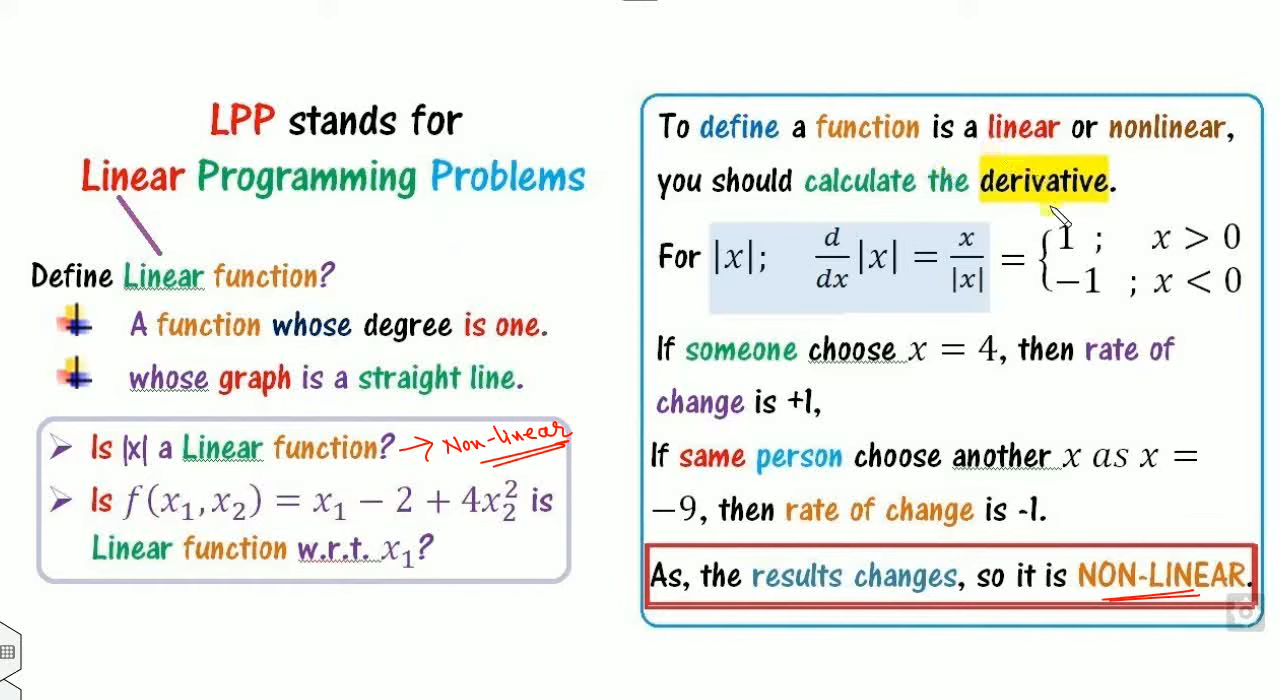 LPP stands for
Linear Programming Problems
Define Linear function?
A function whose degree is one.
whose graph is a straight line.
Is |x| a Linear function? → Non-linear
Is f(x₁, x₂) = x₁ − 2 + 4x₂² is
Linear function w.r.t. x₁?
To define a function is a linear or nonlinear,
you should calculate the derivative.
For |x|; d/dx |x| = x/|x| = { 1 ; x > 0
−1 ; x < 0
If someone choose x = 4, then rate of
change is +1,
If same person choose another x as x =
−9, then rate of change is -1.
As, the results changes, so it is NON-LINEAR.